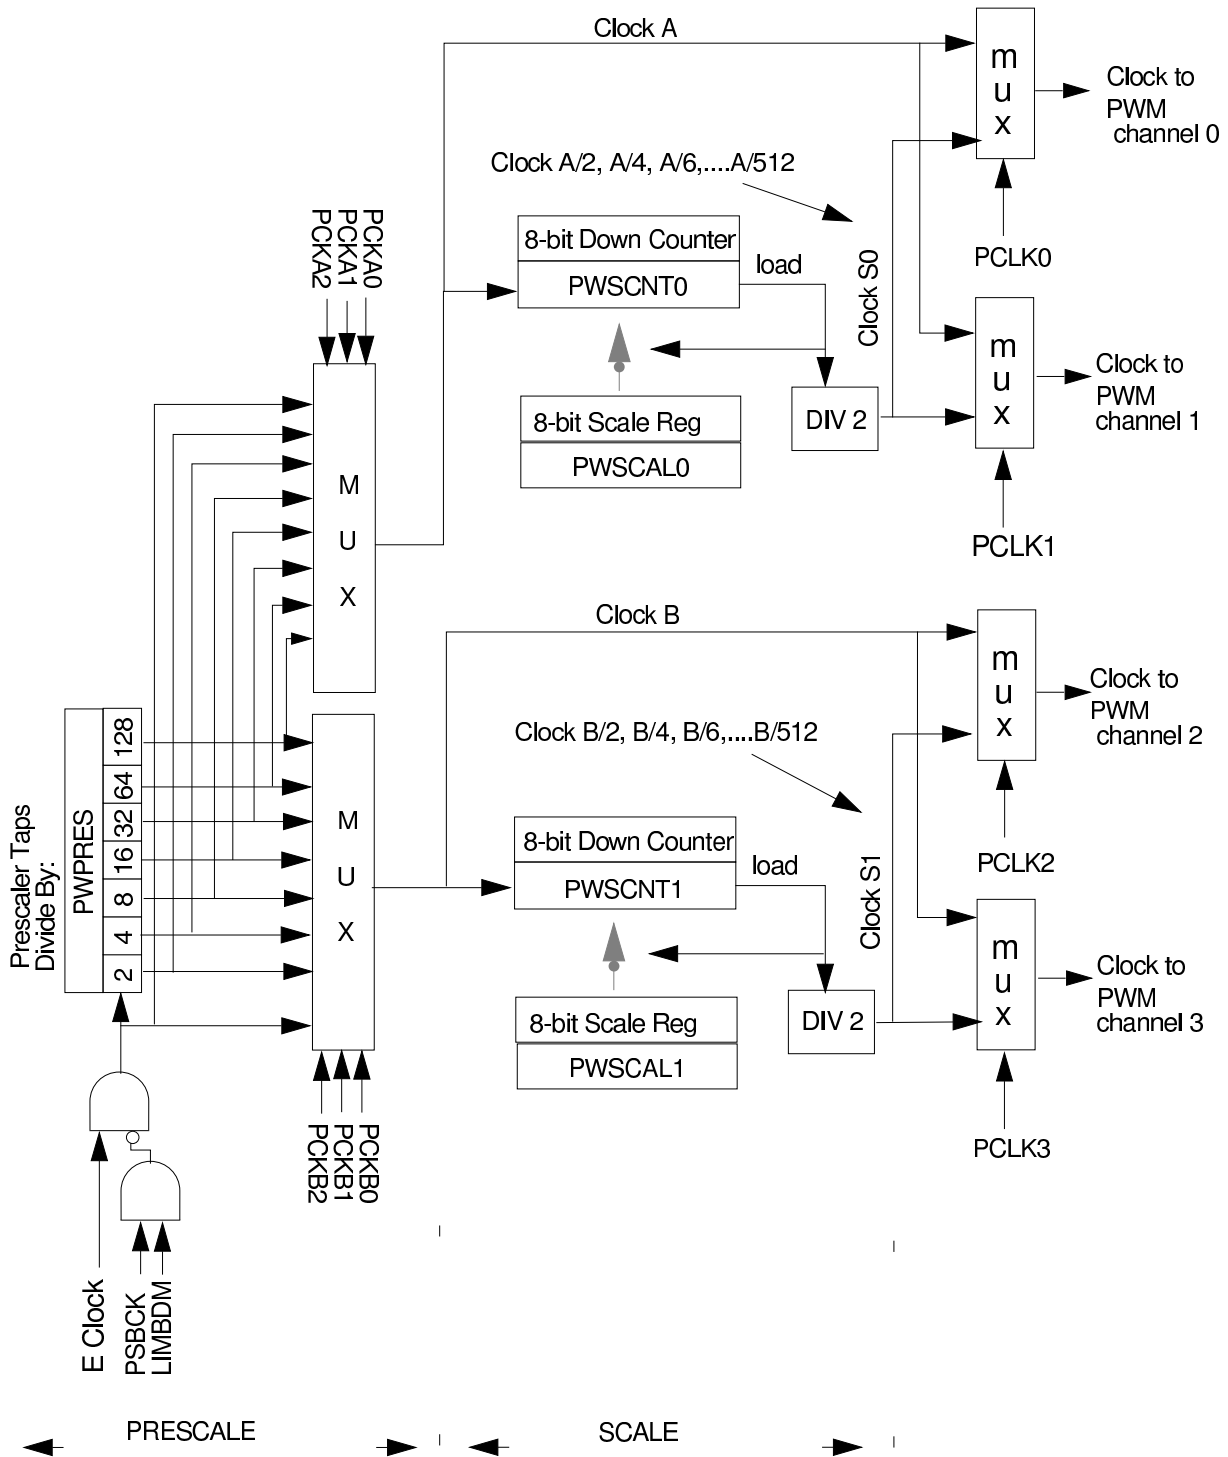 Clock A
m
u
x
Clock to
PWM
channel 0
PCLK0
Clock A/2, A/4, A/6,....A/512
PCKA2
PCKA1
PCKA0
8-bit Down Counter
PWSCNT0
load
Clock S0
8-bit Scale Reg
PWSCAL0
DIV 2
m
u
x
Clock to
PWM
channel 1
PCLK1
M
U
X
Clock B
m
u
x
Clock to
PWM
channel 2
PCLK2
Clock B/2, B/4, B/6,....B/512
Prescaler Taps
Divide By:
PWPRES
128
64
32
16
8
4
2
M
U
X
8-bit Down Counter
PWSCNT1
load
Clock S1
8-bit Scale Reg
PWSCAL1
DIV 2
m
u
x
Clock to
PWM
channel 3
PCLK3
PCKB2
PCKB1
PCKB0
E Clock
PSBCK
LIMBDM
PRESCALE
SCALE